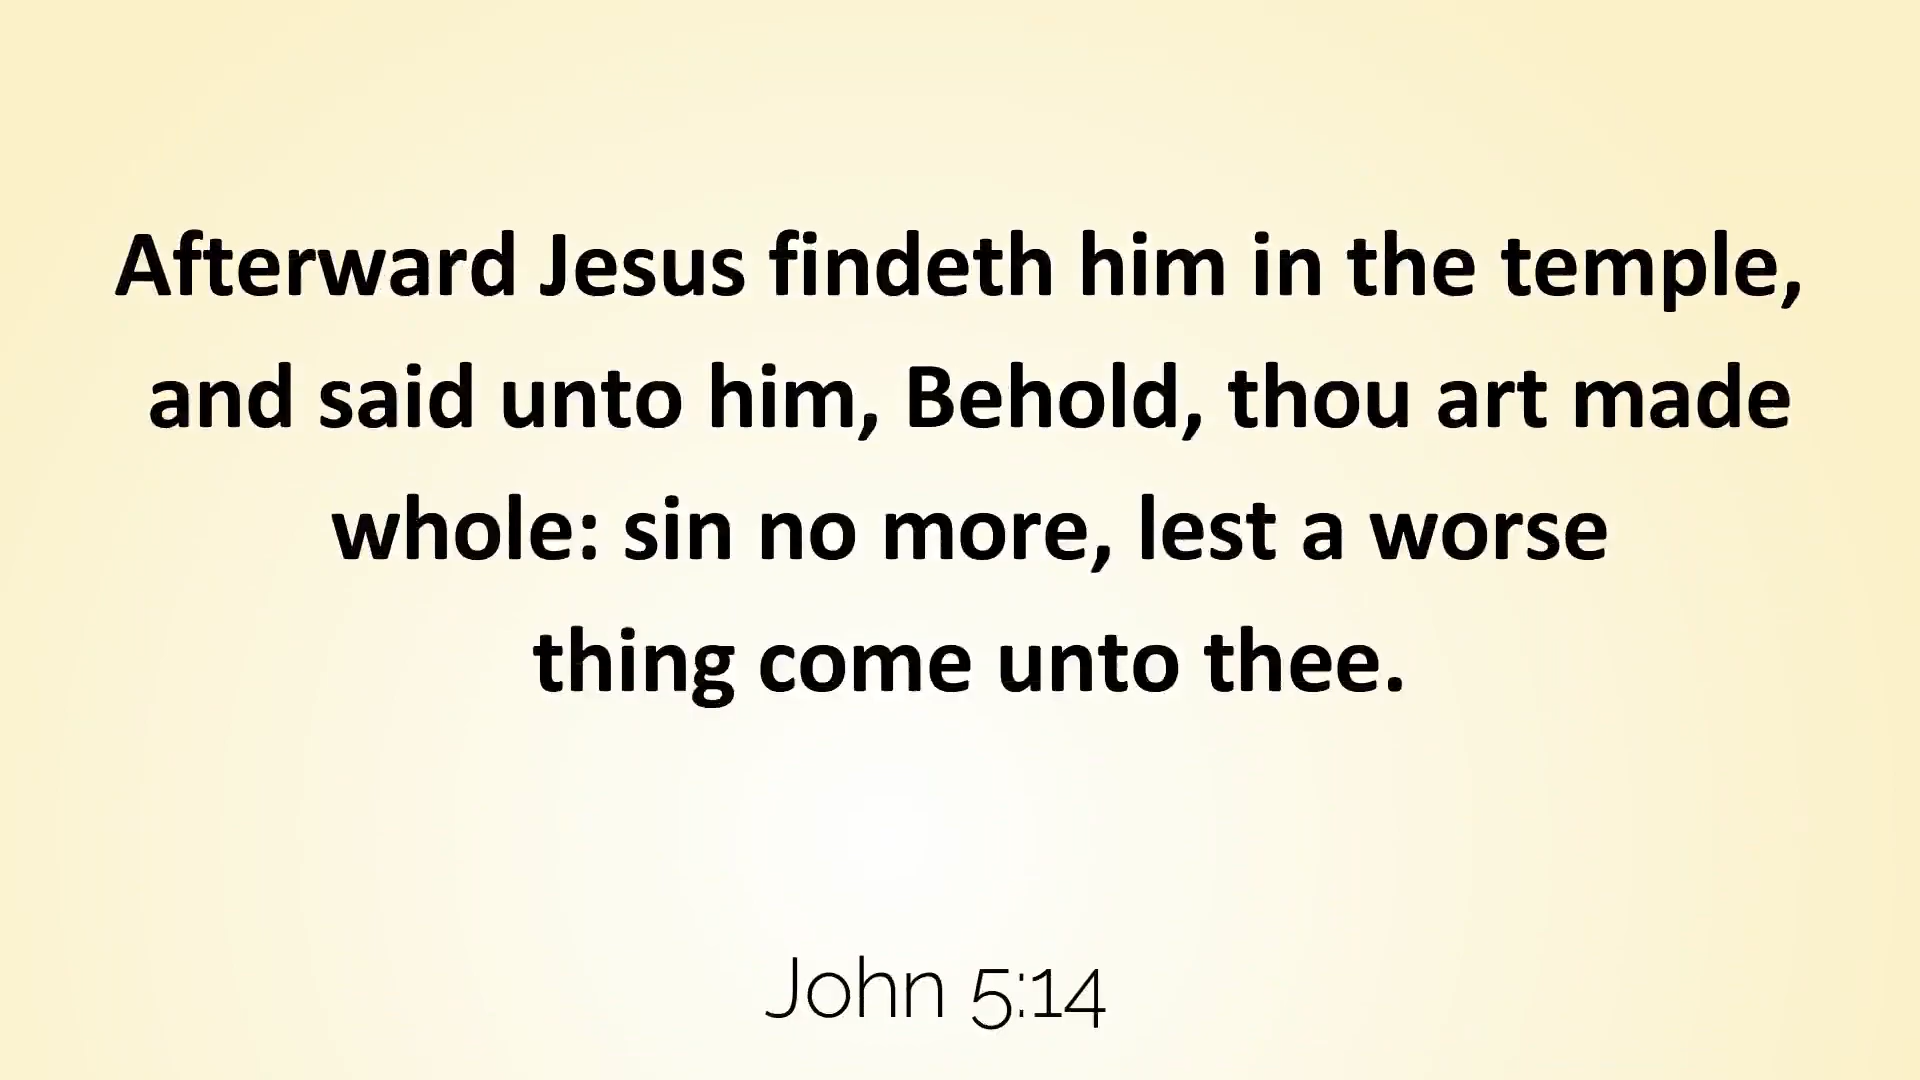 Afterward Jesus findeth him in the temple,
and said unto him, Behold, thou art made
whole: sin no more, lest a worse
thing come unto thee.
John 5:14